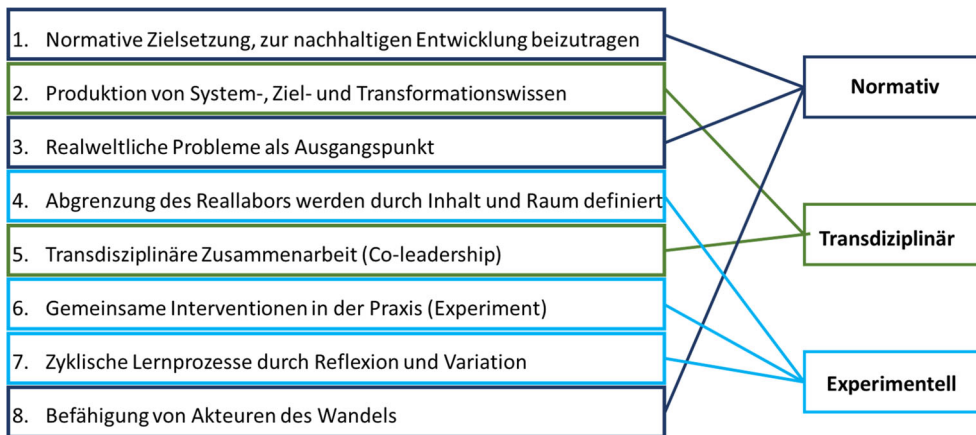 1. Normative Zielsetzung, zur nachhaltigen Entwicklung beizutragen
2. Produktion von System-, Ziel- und Transformationswissen
3. Realweltliche Probleme als Ausgangspunkt
4. Abgrenzung des Reallabors werden durch Inhalt und Raum definiert
5. Transdisziplinäre Zusammenarbeit (Co-leadership)
6. Gemeinsame Interventionen in der Praxis (Experiment)
7. Zyklische Lernprozesse durch Reflexion und Variation
8. Befähigung von Akteuren des Wandels
Normativ
Transdiziplinär
Experimentell